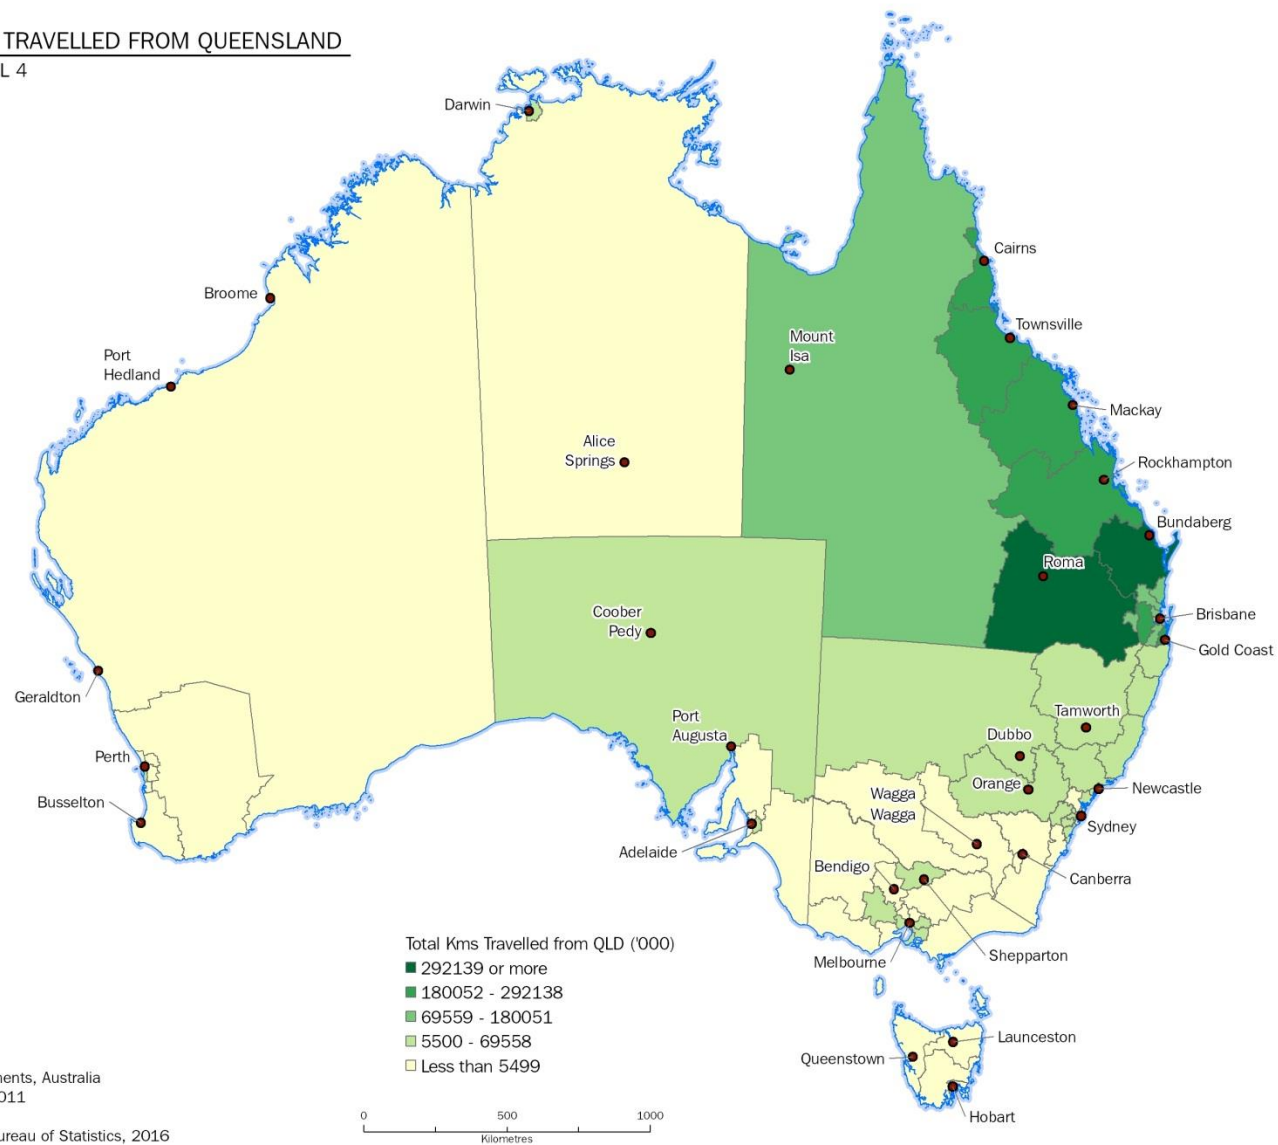 TRAVELLED FROM QUEENSLAND
L 4
Darwin
Cairns
Broome
Townsville
Mount
Isa
Port
Hedland
Mackay
Alice
Springs
Rockhampton
Bundaberg
Roma
Coober
Pedy
Brisbane
Gold Coast
Geraldton
Tamworth
Port
Augusta
Dubbo
Perth
Orange
Newcastle
Busselton
Wagga
Wagga
Sydney
Adelaide
Bendigo
Canberra
Shepparton
Melbourne
Total Kms Travelled from QLD ('000)
292139 or more
180052 - 292138
69559 - 180051
5500 - 69558
Less than 5499
Launceston
Queenstown
Hobart
nents, Australia
011
ureau of Statistics, 2016
0 500 1000
Kilometres